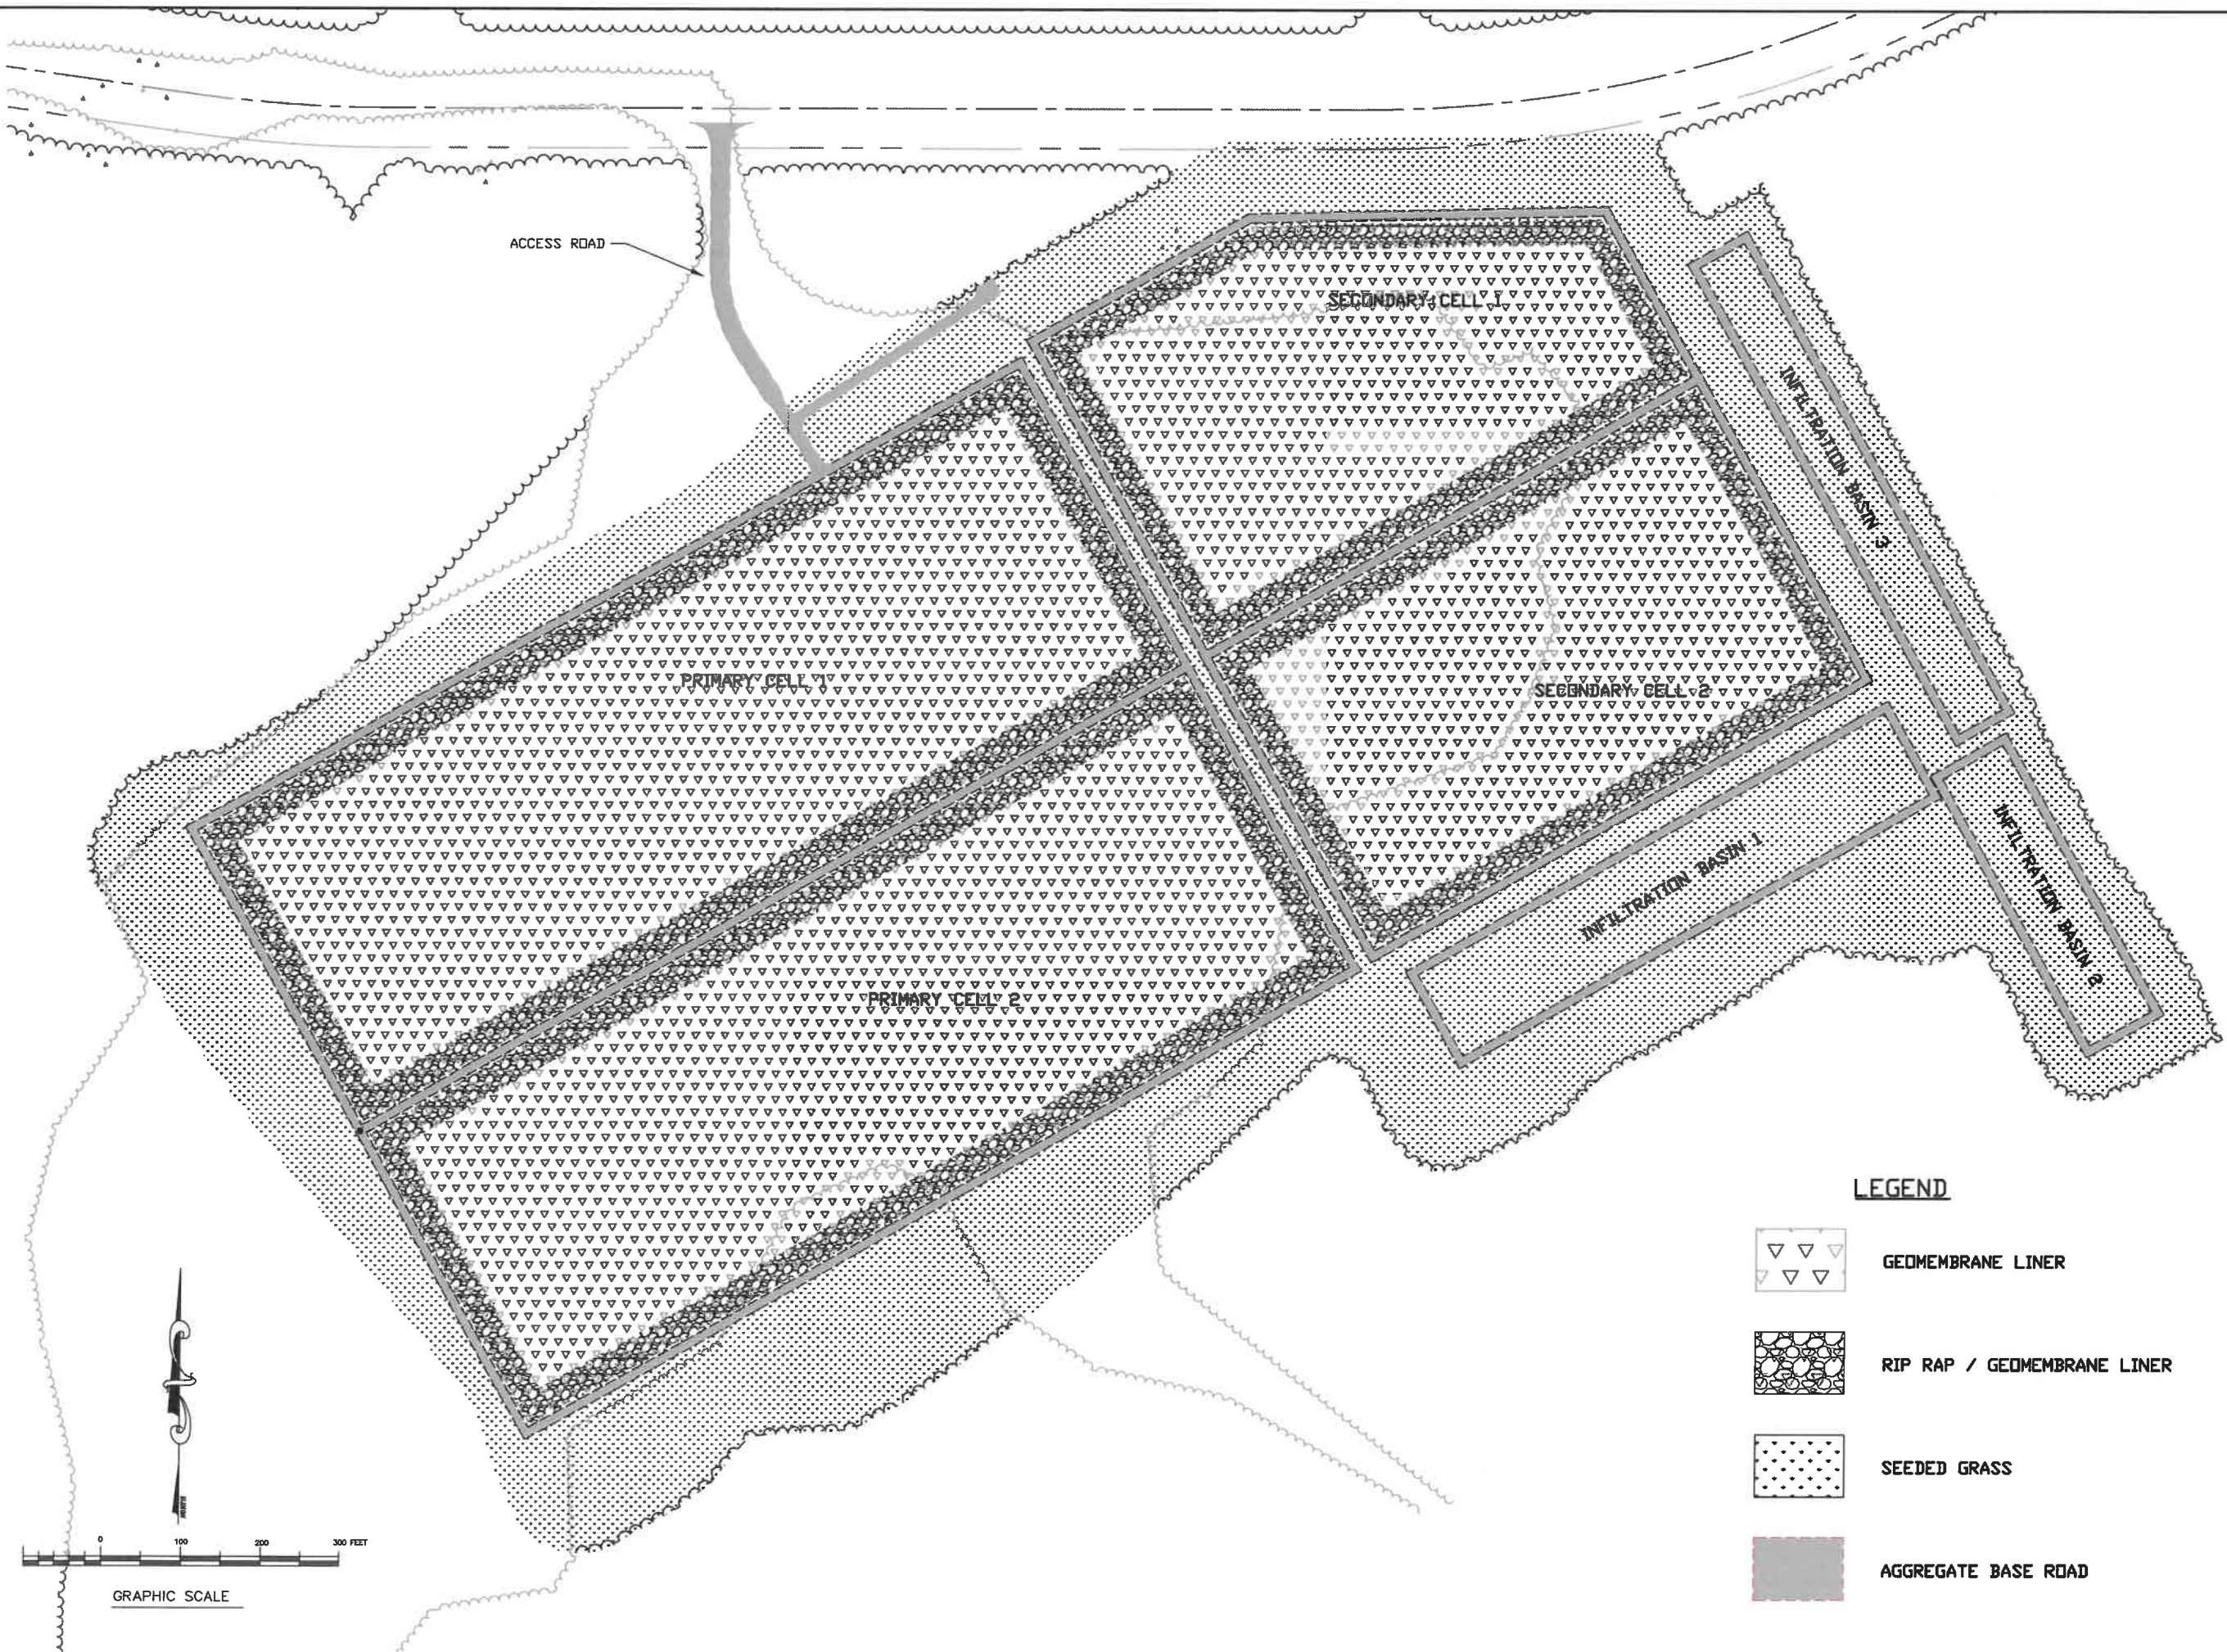 ACCESS ROAD
SECONDARY CELL 1
INFILTRATION BASIN 3
PRIMARY CELL 1
SECONDARY CELL 2
INFILTRATION BASIN 1
INFILTRATION BASIN 2
PRIMARY CELL 2
LEGEND
GEOMEMBRANE LINER
RIP RAP / GEOMEMBRANE LINER
SEEDED GRASS
AGGREGATE BASE ROAD
NORTH
0 100 200 300 FEET
GRAPHIC SCALE